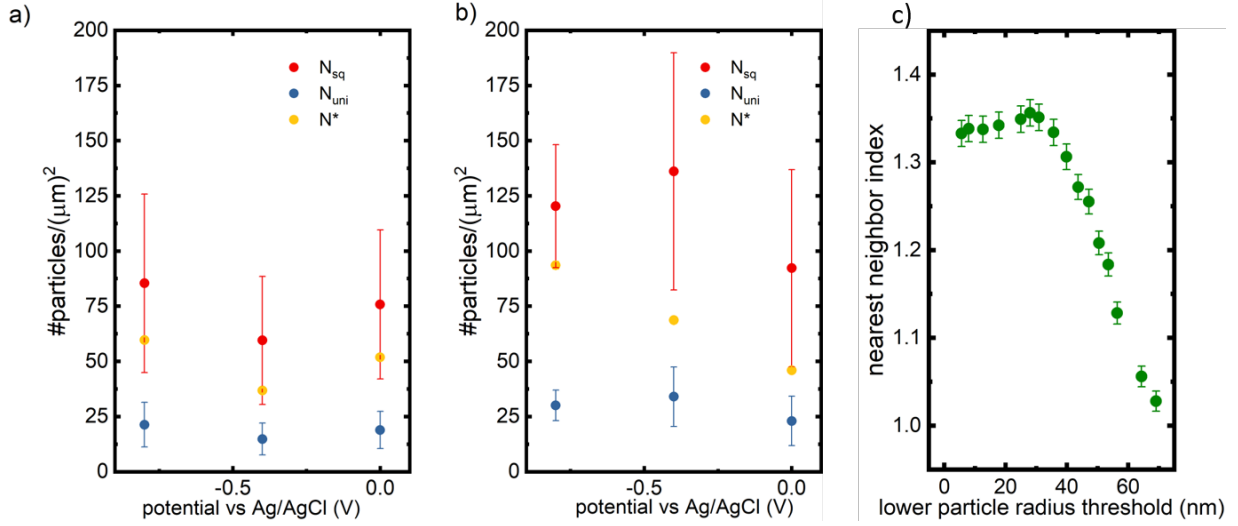 a)
#particles/(μm)²
200
175
150
125
100
75
50
25
0
N_sq
N_uni
N*
-0.5
0.0
potential vs Ag/AgCl (V)
b)
#particles/(μm)²
200
175
150
125
100
75
50
25
0
N_sq
N_uni
N*
-0.5
0.0
potential vs Ag/AgCl (V)
c)
nearest neighbor index
1.4
1.3
1.2
1.1
1.0
0
20
40
60
lower particle radius threshold (nm)